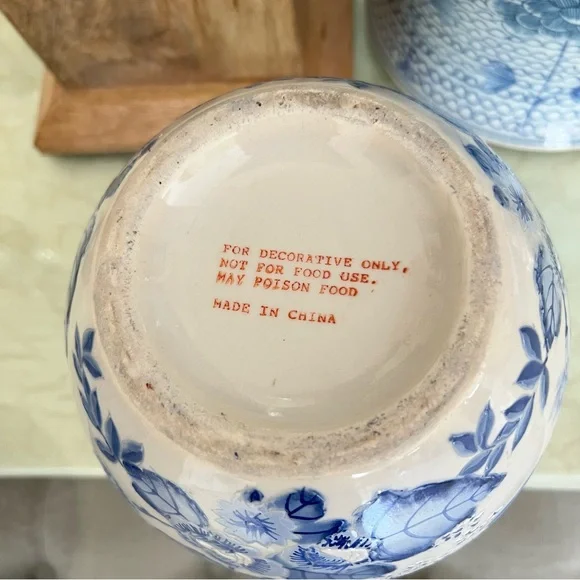 FOR DECORATIVE ONLY,
NOT FOR FOOD USE.
MAY POISON FOOD
MADE IN CHINA